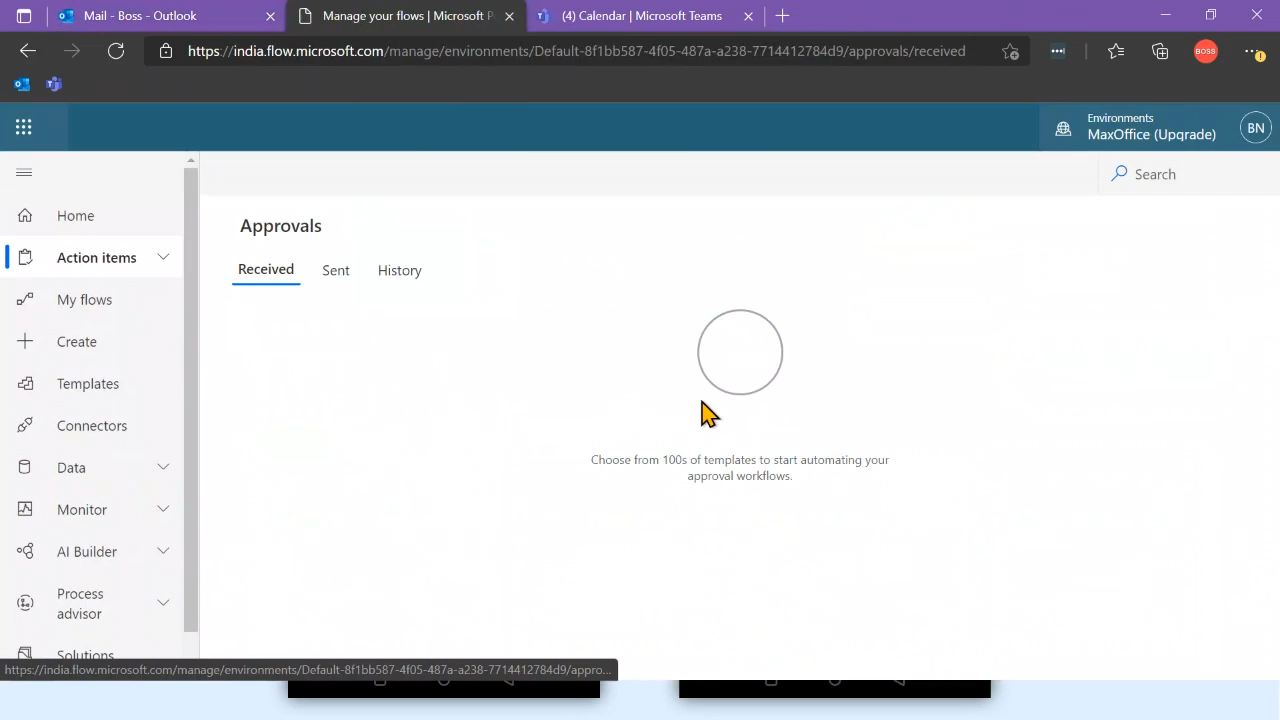 Mail - Boss - Outlook
Manage your flows | Microsoft P
(4) Calendar | Microsoft Teams
https://india.flow.microsoft.com/manage/environments/Default-8f1bb587-4f05-487a-a238-7714412784d9/approvals/received
BOSS
Environments
MaxOffice (Upgrade)
BN
Search
Home
Action items
My flows
Create
Templates
Connectors
Data
Monitor
AI Builder
Process
advisor
Solutions
Approvals
Received
Sent
History
Choose from 100s of templates to start automating your
approval workflows.
https://india.flow.microsoft.com/manage/environments/Default-8f1bb587-4f05-487a-a238-7714412784d9/appro...